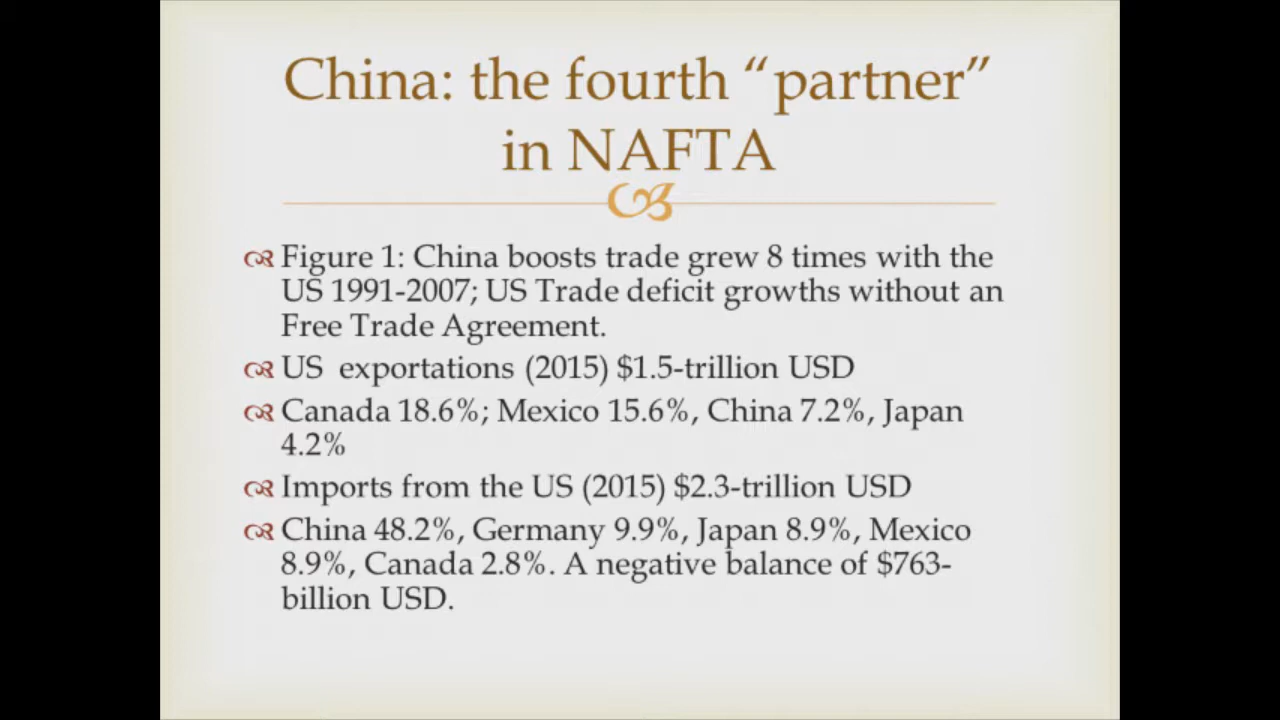 China: the fourth “partner”
in NAFTA
Figure 1: China boosts trade grew 8 times with the
US 1991-2007; US Trade deficit growths without an
Free Trade Agreement.
US  exportations (2015) $1.5-trillion USD
Canada 18.6%; Mexico 15.6%, China 7.2%, Japan
4.2%
Imports from the US (2015) $2.3-trillion USD
China 48.2%, Germany 9.9%, Japan 8.9%, Mexico
8.9%, Canada 2.8%. A negative balance of $763-
billion USD.